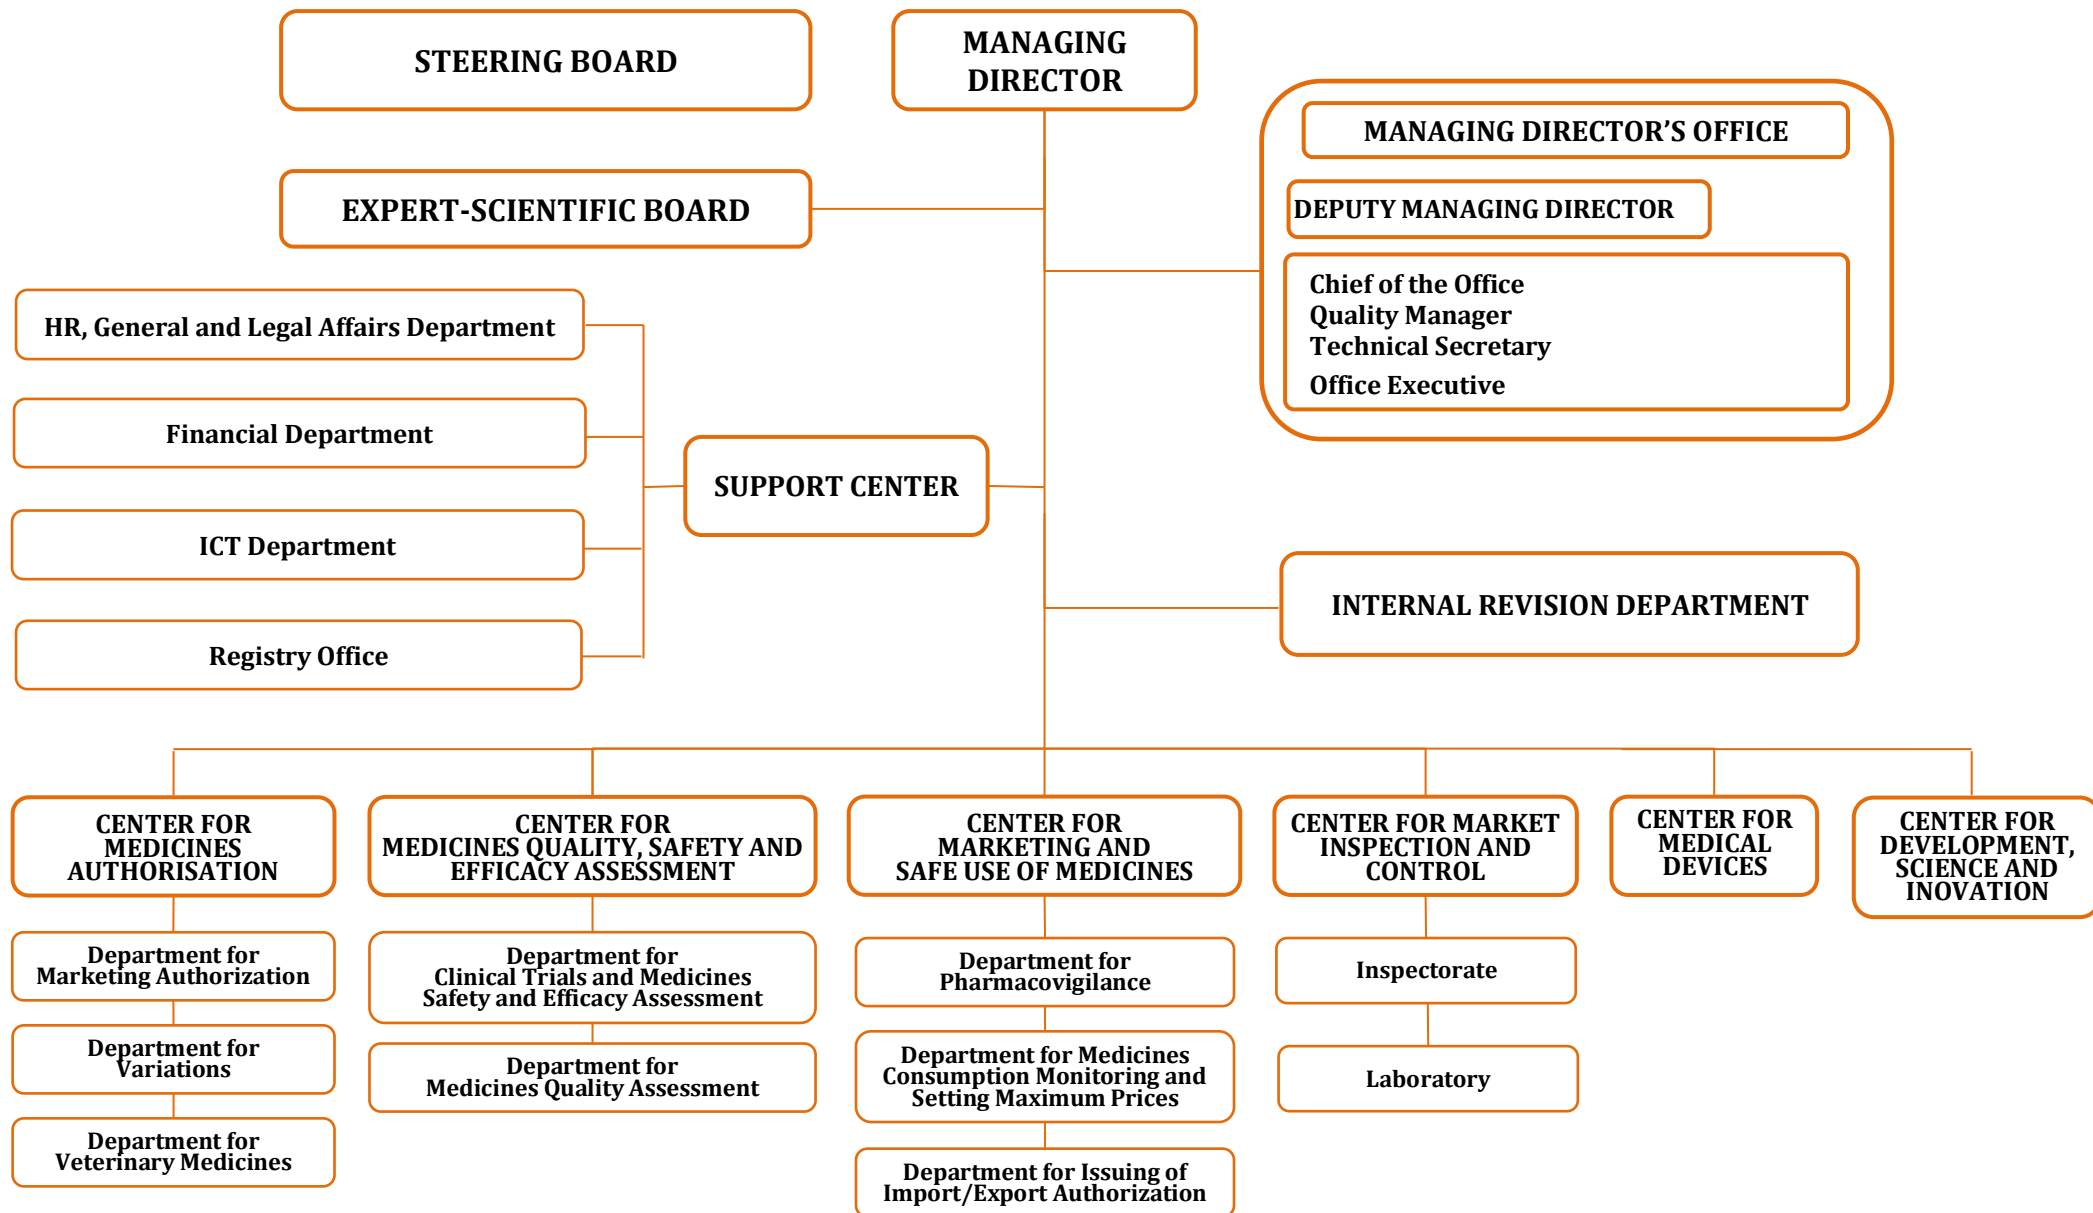 STEERING BOARD
MANAGING
DIRECTOR
MANAGING DIRECTOR’S OFFICE
EXPERT-SCIENTIFIC BOARD
DEPUTY MANAGING DIRECTOR
Chief of the Office
Quality Manager
Technical Secretary
Office Executive
HR, General and Legal Affairs Department
Financial Department
SUPPORT CENTER
ICT Department
INTERNAL REVISION DEPARTMENT
Registry Office
CENTER FOR
MEDICINES
AUTHORISATION
CENTER FOR
MEDICINES QUALITY, SAFETY AND
EFFICACY ASSESSMENT
CENTER FOR
MARKETING AND
SAFE USE OF MEDICINES
CENTER FOR MARKET
INSPECTION AND
CONTROL
CENTER FOR
MEDICAL
DEVICES
CENTER FOR
DEVELOPMENT,
SCIENCE AND
INOVATION
Department for
Marketing Authorization
Department for
Clinical Trials and Medicines
Safety and Efficacy Assessment
Department for
Pharmacovigilance
Inspectorate
Department for
Variations
Department for
Medicines Quality Assessment
Department for Medicines
Consumption Monitoring and
Setting Maximum Prices
Laboratory
Department for
Veterinary Medicines
Department for Issuing of
Import/Export Authorization